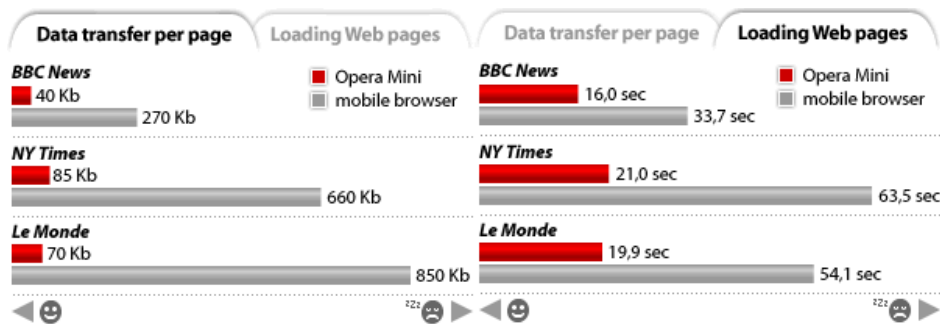 Data transfer per page
Loading Web pages
BBC News
Opera Mini
40 Kb
mobile browser
270 Kb
NY Times
85 Kb
660 Kb
Le Monde
70 Kb
850 Kb
zzz
Data transfer per page
Loading Web pages
BBC News
Opera Mini
16,0 sec
mobile browser
33,7 sec
NY Times
21,0 sec
63,5 sec
Le Monde
19,9 sec
54,1 sec
zzz